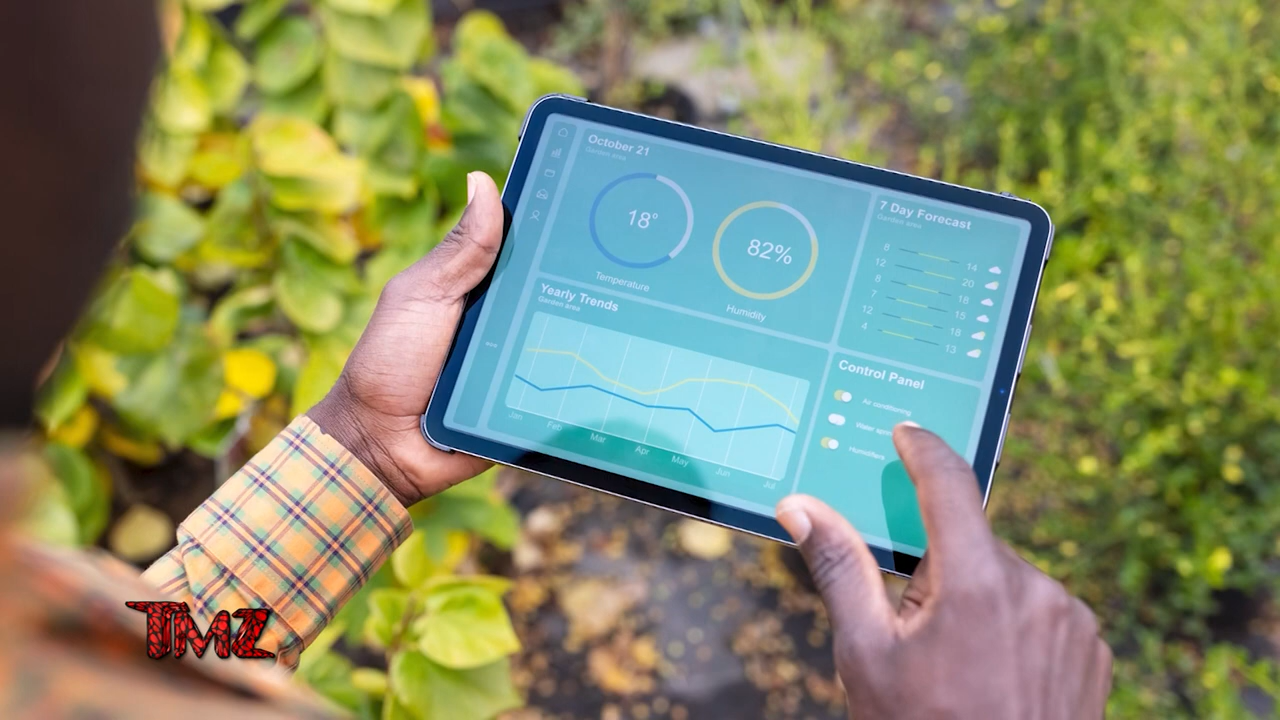 October 21
Garden area
18°
Temperature
82%
Humidity
7 Day Forecast
Garden area
8 14
12 20
8 18
7 15
12 18
4 13
Yearly Trends
Garden area
Jan Feb Mar Apr May Jun Jul
Control Panel
Air conditioning
Water
Humidifiers
TMZ